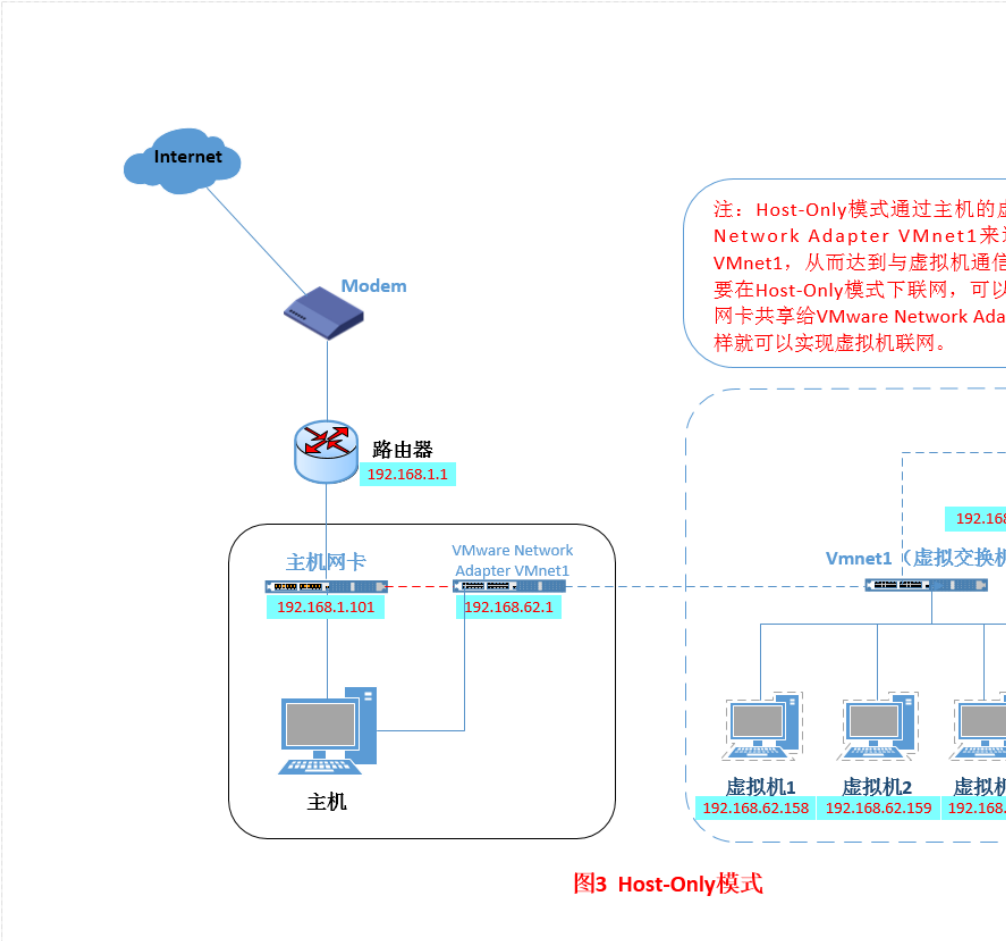 Internet
Modem
注：Host-Only模式通过主机的
Network Adapter VMnet1来
VMnet1，从而达到与虚拟机通信
要在Host-Only模式下联网，可以
网卡共享给VMware Network
样就可以实现虚拟机联网。
路由器
192.168.1.1
主机网卡
192.168.1.101
VMware Network
Adapter VMnet1
192.168.62.1
Vmnet1（虚拟交换机
虚拟机1
192.168.62.158
虚拟机2
192.168.62.159
虚拟机
主机
图3 Host-Only模式